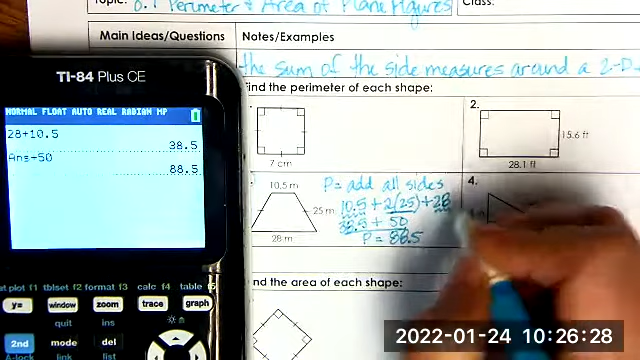 Topic: 6.1 Perimeter & Area of Plane Figures
Class:
Main Ideas/Questions
Notes/Examples
the sum of the side measures around a 2-D
ind the perimeter of each shape:
7 cm
2.
15.6 ft
28.1 ft
10.5 m
25 m
28 m
P= add all sides
10.5 + 2(25) + 28
38.5 + 50
P = 88.5
4.
nd the area of each shape:
TI-84 Plus CE
NORMAL FLOAT AUTO REAL RADIAN MP
28+10.5
38.5
Ans+50
88.5
stat plot f1 tblset f2 format f3 calc f4 table f5
y= window zoom trace trace graph
quit ins
2nd mode del
A-lock link list
2022-01-24 10:26:28